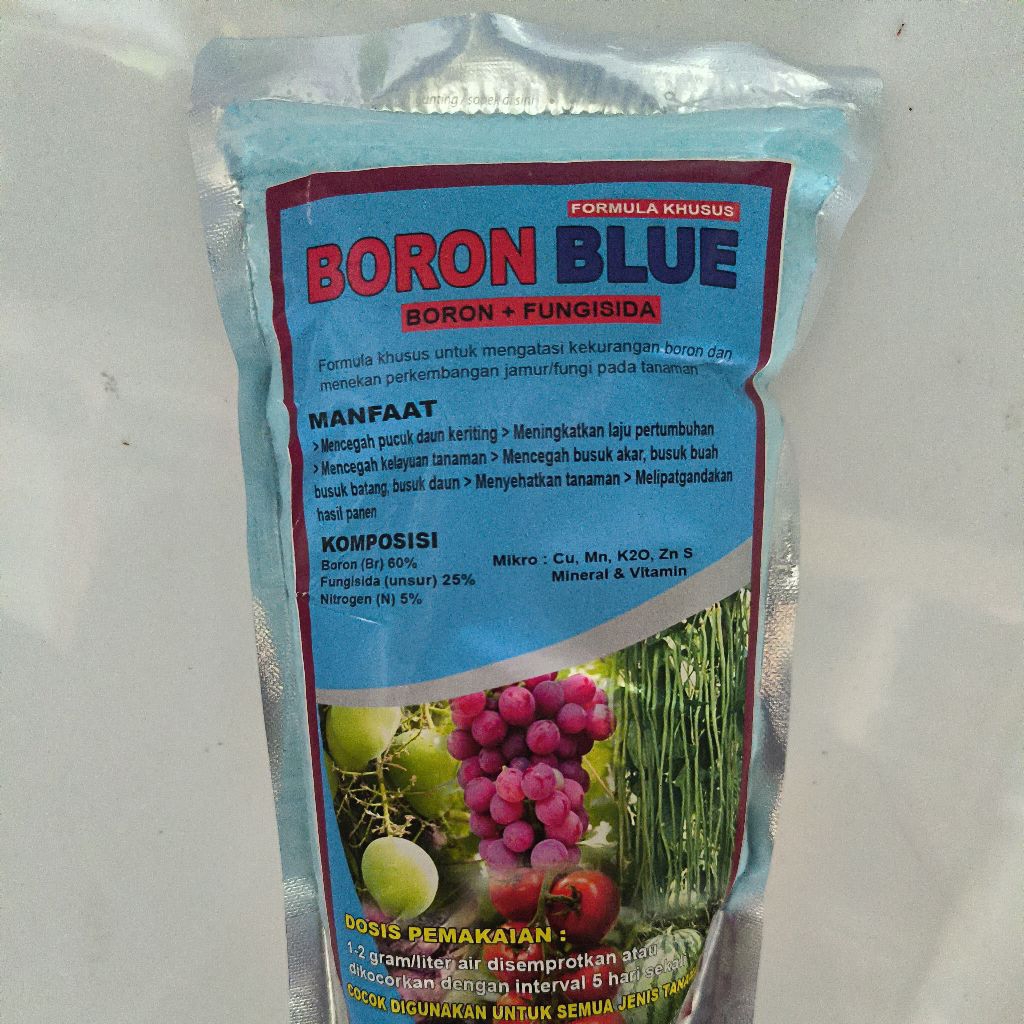 gunting / sobek disini
FORMULA KHUSUS
BORON BLUE
BORON + FUNGISIDA
Formula khusus untuk mengatasi kekurangan boron dan
menekan perkembangan jamur/fungi pada tanaman
MANFAAT
> Mencegah pucuk daun keriting > Meningkatkan laju pertumbuhan
> Mencegah kelayuan tanaman > Mencegah busuk akar, busuk buah
busuk batang, busuk daun > Menyehatkan tanaman > Melipatgandakan
hasil panen
KOMPOSISI
Boron (Br) 60%
Fungisida (unsur) 25%
Nitrogen (N) 5%
Mikro : Cu, Mn, K2O, Zn S
Mineral & Vitamin
DOSIS PEMAKAIAN :
1-2 gram/liter air disemprotkan atau
dikocorkan dengan interval 5 hari sekali
COCOK DIGUNAKAN UNTUK SEMUA JENIS